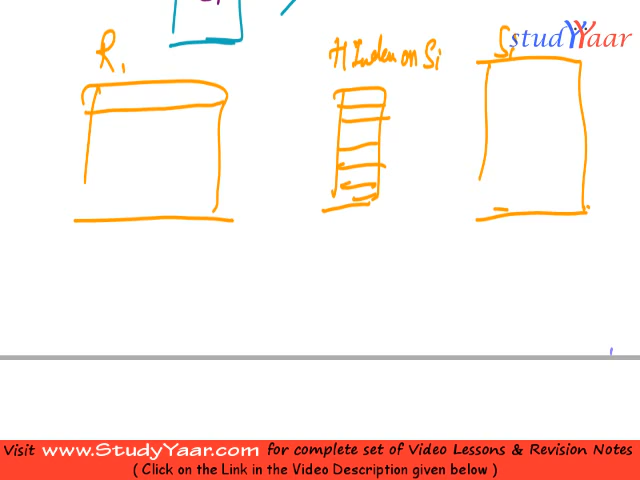 studYYaar
R1
H Index on Si
Si
Visit www.StudyYaar.com for complete set of Video Lessons & Revision Notes
( Click on the Link in the Video Description given below )